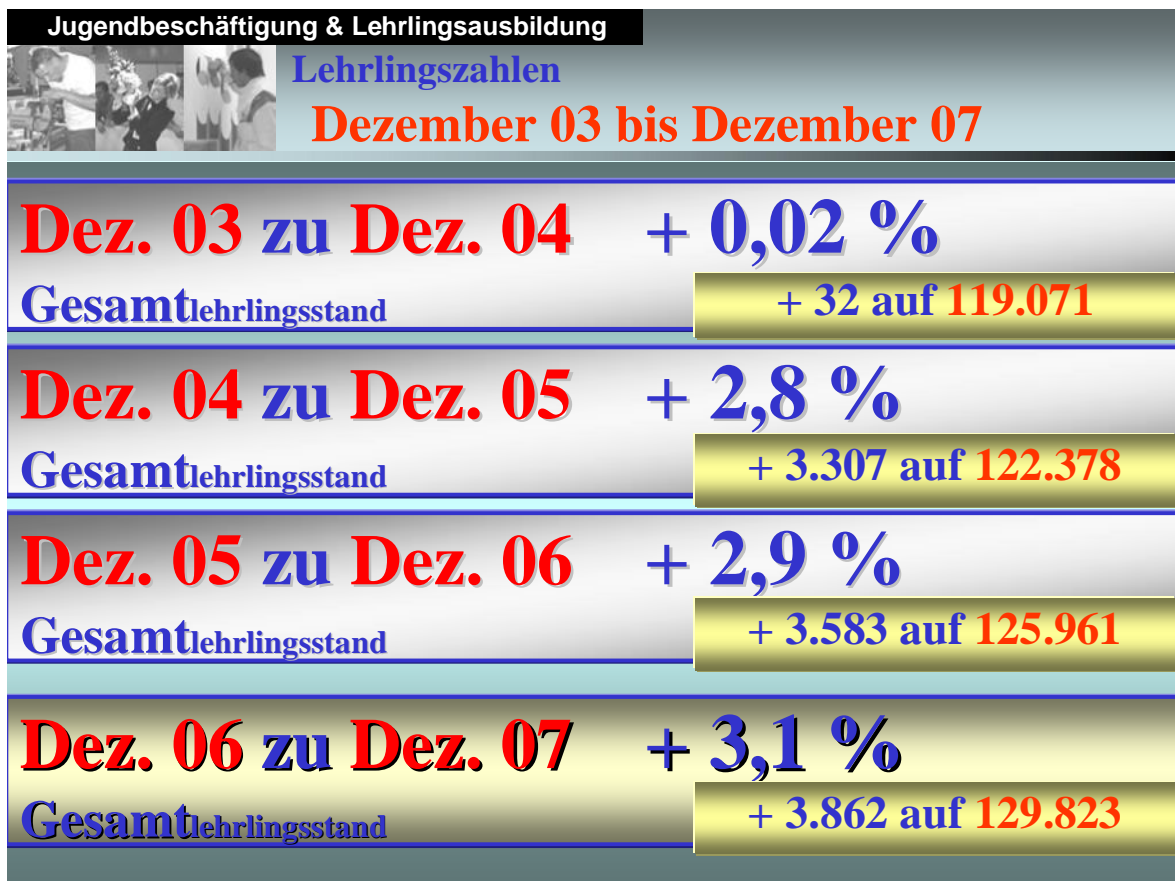 Jugendbeschäftigung & Lehrlingsausbildung
Lehrlingszahlen
Dezember 03 bis Dezember 07
Dez. 03 zu Dez. 04 + 0,02 %
Gesamtlehrlingsstand + 32 auf 119.071
Dez. 04 zu Dez. 05 + 2,8 %
Gesamtlehrlingsstand + 3.307 auf 122.378
Dez. 05 zu Dez. 06 + 2,9 %
Gesamtlehrlingsstand + 3.583 auf 125.961
Dez. 06 zu Dez. 07 + 3,1 %
Gesamtlehrlingsstand + 3.862 auf 129.823